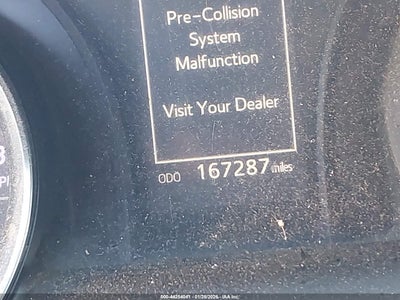 Pre-Collision
System
Malfunction
Visit Your Dealer
ODO 167287 miles